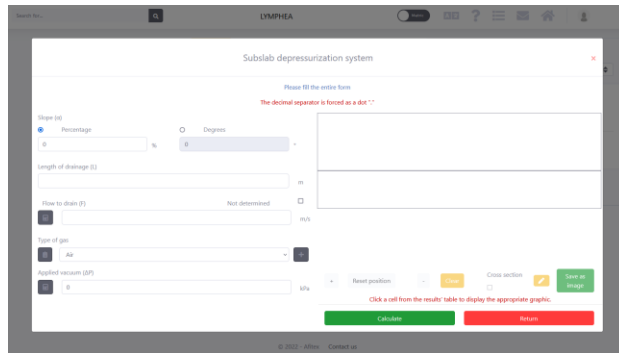 Search for...
LYMPHEA
Subslab depressurization system
×
Please fill the entire form
The decimal separator is forced as a dot "."
Slope (α)
Percentage
Degrees
0
%
0
°
Length of drainage (L)
m
Flow to drain (F)
Not determined
m/s
Type of gas
Air
+
Applied vacuum (ΔP)
0
kPa
+
Reset position
-
Clear
Cross section
Save as
Image
Click a cell from the results' table to display the appropriate graphic.
Calculate
Return
Contact us